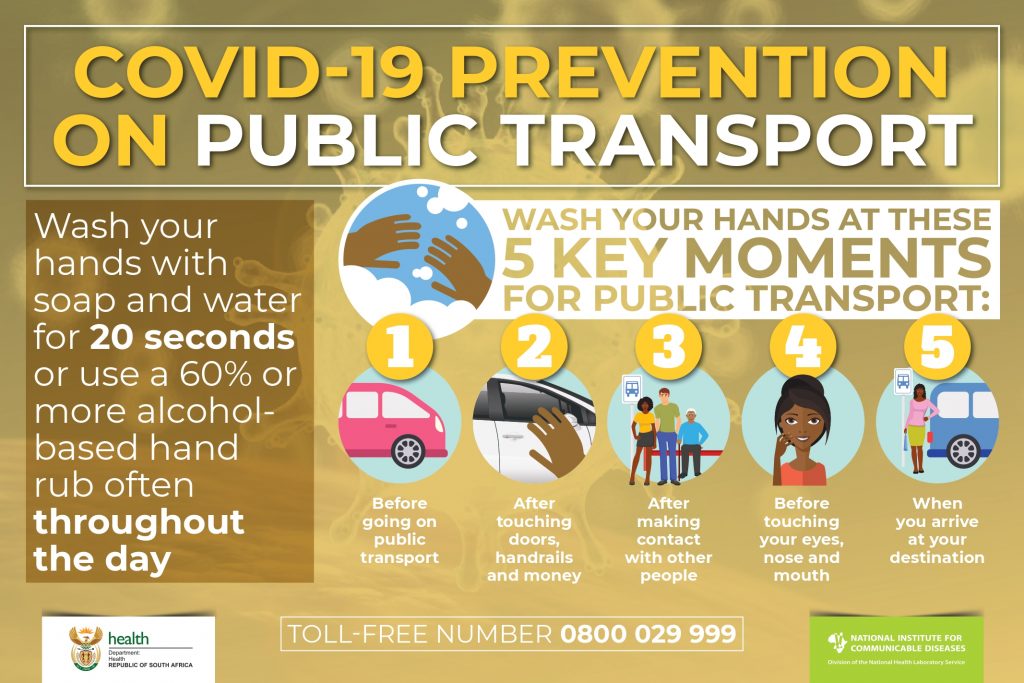 COVID-19 PREVENTION
ON PUBLIC TRANSPORT
Wash your
hands with
soap and water
for 20 seconds
or use a 60% or
more alcohol-
based hand
rub often
throughout
the day
WASH YOUR HANDS AT THESE
5 KEY MOMENTS
FOR PUBLIC TRANSPORT:
1
Before
going on
public
transport
2
After
touching
doors,
handrails
and money
3
After
making
contact
with other
people
4
Before
touching
your eyes,
nose and
mouth
5
When
you arrive
at your
destination
health
Department:
Health
REPUBLIC OF SOUTH AFRICA
TOLL-FREE NUMBER 0800 029 999
NATIONAL INSTITUTE FOR
COMMUNICABLE DISEASES
Division of the National Health Laboratory Service